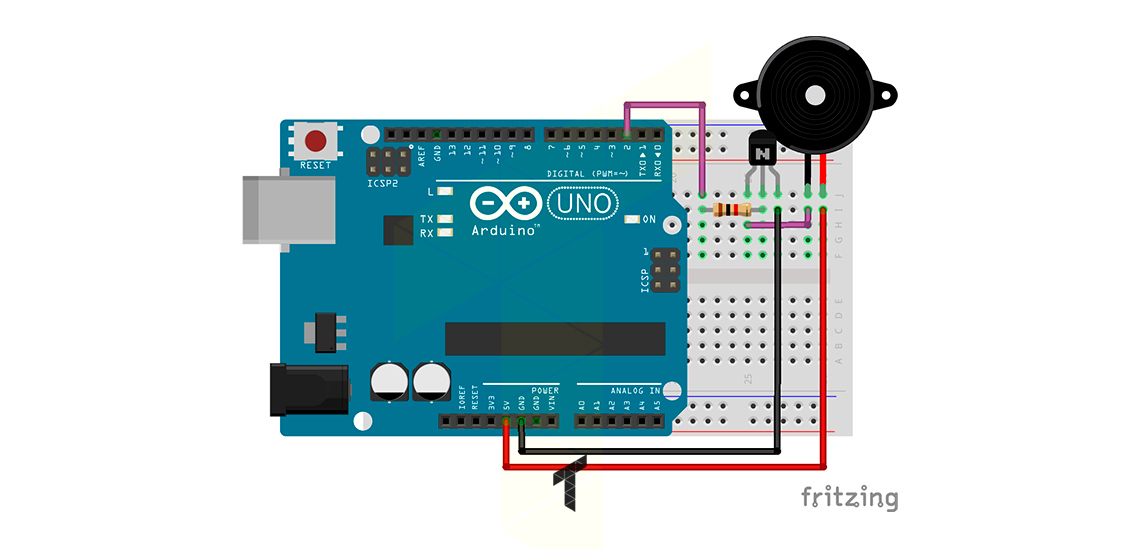 RESET
ICSP2
AREF
GND
13
12
~11
~10
~9
8
7
~6
~5
4
~3
2
TX0▶1
RX0◀0
DIGITAL (PWM=~)
L
TX
RX
Arduino™
UNO
ON
1
ICSP
J
I
H
G
F
E
D
C
B
A
25
IOREF
RESET
3V3
5V
GND
GND
VIN
POWER
ANALOG IN
A0
A1
A2
A3
A4
A5
N
fritzing